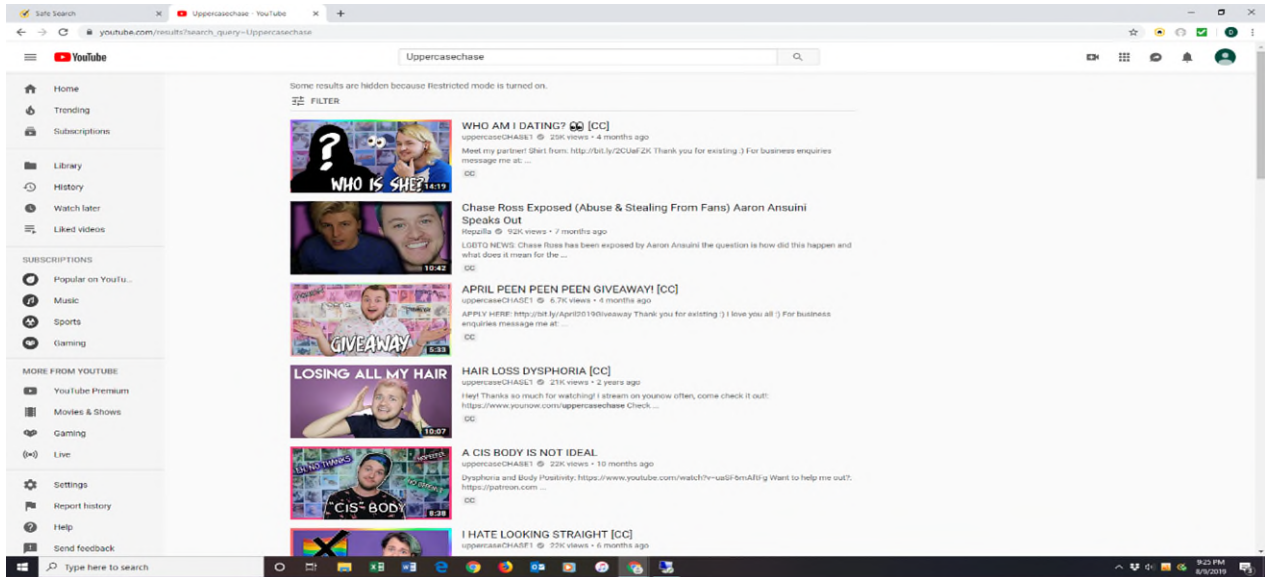 Safe Search
Uppercasechase - YouTube
youtube.com/results?search_query=Uppercasechase
YouTube
Uppercasechase
Home
Trending
Subscriptions
Library
History
Watch later
Liked videos
SUBSCRIPTIONS
Popular on YouTu...
Music
Sports
Gaming
MORE FROM YOUTUBE
YouTube Premium
Movies & Shows
Gaming
Live
Settings
Report history
Help
Send feedback
Some results are hidden because Restricted mode is turned on.
FILTER
WHO IS SHE?
14:19
WHO AM I DATING? 👀 [CC]
uppercaseCHASE1 25K views • 4 months ago
Meet my partner! Shirt from: http://bit.ly/2CUaFZK Thank you for existing :) For business enquiries
message me at: ...
CC
10:42
Chase Ross Exposed (Abuse & Stealing From Fans) Aaron Ansuini
Speaks Out
Repzilla 92K views • 7 months ago
LGBTQ NEWS: Chase Ross has been exposed by Aaron Ansuini the question is how did this happen and
what does it mean for the ...
CC
GIVEAWAY
5:33
APRIL PEEN PEEN PEEN GIVEAWAY! [CC]
uppercaseCHASE1 6.7K views • 4 months ago
APPLY HERE: http://bit.ly/April2019Giveaway Thank you for existing :) I love you all :) For business
enquiries message me at: ...
CC
LOSING ALL MY HAIR
10:07
HAIR LOSS DYSPHORIA [CC]
uppercaseCHASE1 21K views • 2 years ago
Hey! Thanks so much for watching! I stream on younow often, come check it out!:
https://www.younow.com/uppercasechase Check ...
CC
EH, NO THANKS
"CIS" BODY
8:38
A CIS BODY IS NOT IDEAL
uppercaseCHASE1 22K views • 10 months ago
Dysphoria and Body Positivity: https://www.youtube.com/watch?v=uaSF6mAftFg Want to help me out?:
https://patreon.com ...
CC
I HATE LOOKING STRAIGHT [CC]
uppercaseCHASE1 22K views • 6 months ago
Type here to search
9:25 PM
8/9/2019